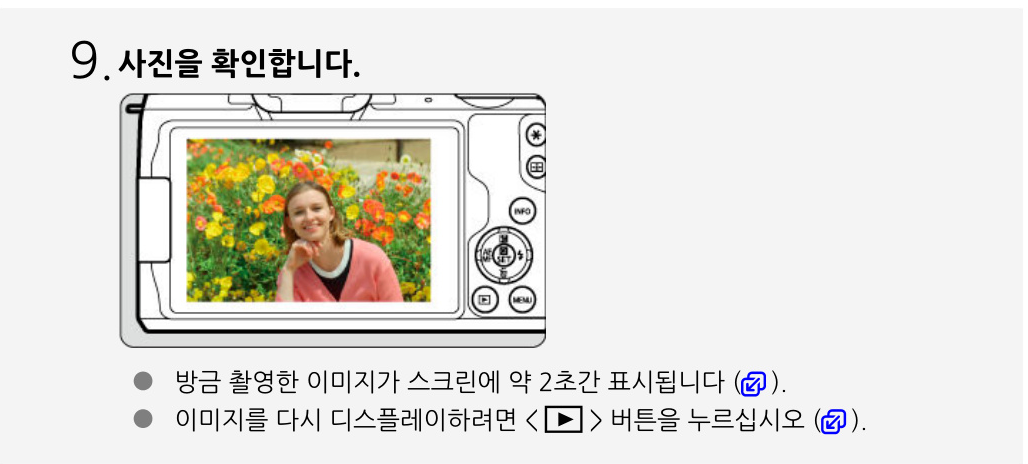 9. 사진을 확인합니다.
INFO
SET
MENU
방금 촬영한 이미지가 스크린에 약 2초간 표시됩니다 ( ).
이미지를 다시 디스플레이하려면 < > 버튼을 누르십시오 ( ).